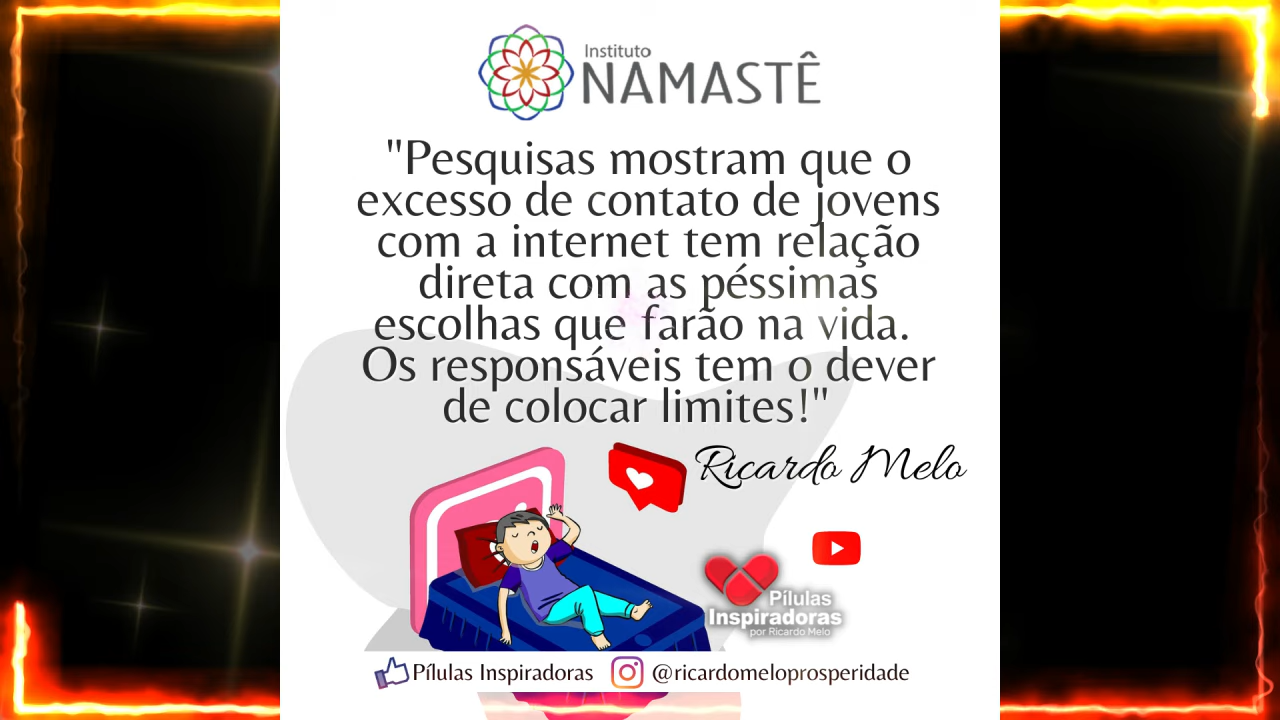 Instituto
NAMASTÊ
"Pesquisas mostram que o
excesso de contato de jovens
com a internet tem relação
direta com as péssimas
escolhas que farão na vida.
Os responsáveis tem o dever
de colocar limites!"
Ricardo Melo
Pílulas
Inspiradoras
por Ricardo Melo
Pílulas Inspiradoras @ricardomeloprosperidade